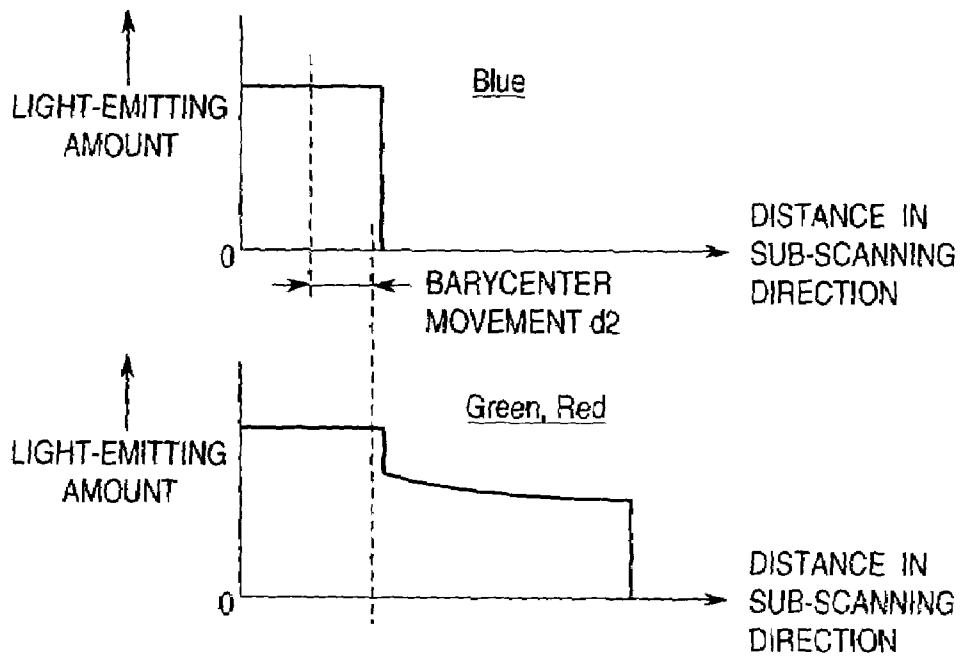 Blue
LIGHT-EMITTING
AMOUNT
0
DISTANCE IN
SUB-SCANNING
DIRECTION
BARYCENTER
MOVEMENT d2
Green, Red
LIGHT-EMITTING
AMOUNT
0
DISTANCE IN
SUB-SCANNING
DIRECTION